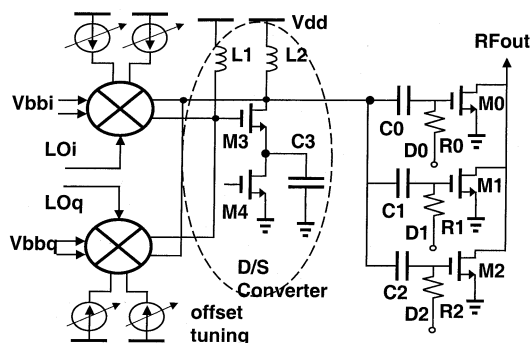 Vdd
L1
L2
RFout
Vbbi
M3
C3
C0
M0
R0
D0
LOi
LOq
M4
C1
M1
R1
D1
Vbbq
D/S
Converter
C2
M2
R2
D2
offset
tuning